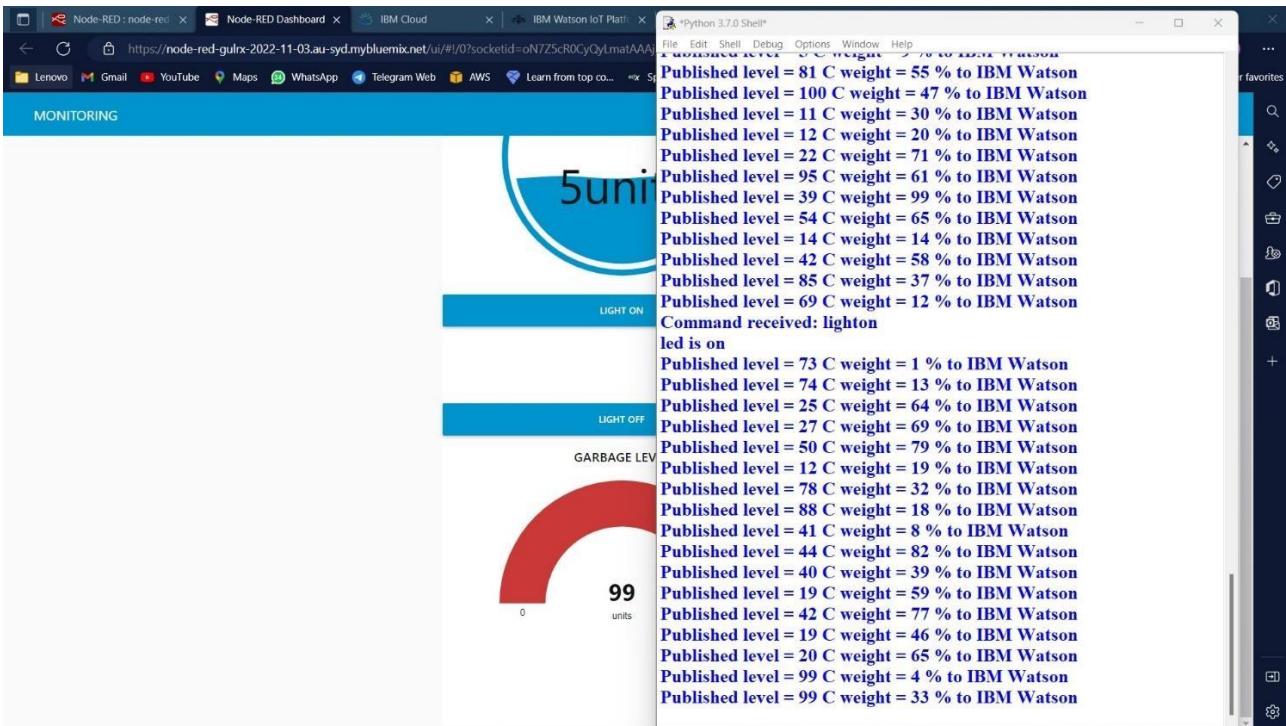 Node-RED : node-red
Node-RED Dashboard
IBM Cloud
IBM Watson IoT Platf
https://node-red-gulrx-2022-11-03.au-syd.mybluemix.net/ui/#!/0?socketid=
Lenovo
Gmail
YouTube
Maps
WhatsApp
Telegram Web
AWS
Learn from top co...
r favorites
MONITORING
5unit
LIGHT ON
LIGHT OFF
GARBAGE LEV
99
0
units
*Python 3.7.0 Shell*
File Edit Shell Debug Options Window Help
Published level = 81 C weight = 55 % to IBM Watson
Published level = 100 C weight = 47 % to IBM Watson
Published level = 11 C weight = 30 % to IBM Watson
Published level = 12 C weight = 20 % to IBM Watson
Published level = 22 C weight = 71 % to IBM Watson
Published level = 95 C weight = 61 % to IBM Watson
Published level = 39 C weight = 99 % to IBM Watson
Published level = 54 C weight = 65 % to IBM Watson
Published level = 14 C weight = 14 % to IBM Watson
Published level = 42 C weight = 58 % to IBM Watson
Published level = 85 C weight = 37 % to IBM Watson
Published level = 69 C weight = 12 % to IBM Watson
Command received: lighton
led is on
Published level = 73 C weight = 1 % to IBM Watson
Published level = 74 C weight = 13 % to IBM Watson
Published level = 25 C weight = 64 % to IBM Watson
Published level = 27 C weight = 69 % to IBM Watson
Published level = 50 C weight = 79 % to IBM Watson
Published level = 12 C weight = 19 % to IBM Watson
Published level = 78 C weight = 32 % to IBM Watson
Published level = 88 C weight = 18 % to IBM Watson
Published level = 41 C weight = 8 % to IBM Watson
Published level = 44 C weight = 82 % to IBM Watson
Published level = 40 C weight = 39 % to IBM Watson
Published level = 19 C weight = 59 % to IBM Watson
Published level = 42 C weight = 77 % to IBM Watson
Published level = 19 C weight = 46 % to IBM Watson
Published level = 20 C weight = 65 % to IBM Watson
Published level = 99 C weight = 4 % to IBM Watson
Published level = 99 C weight = 33 % to IBM Watson